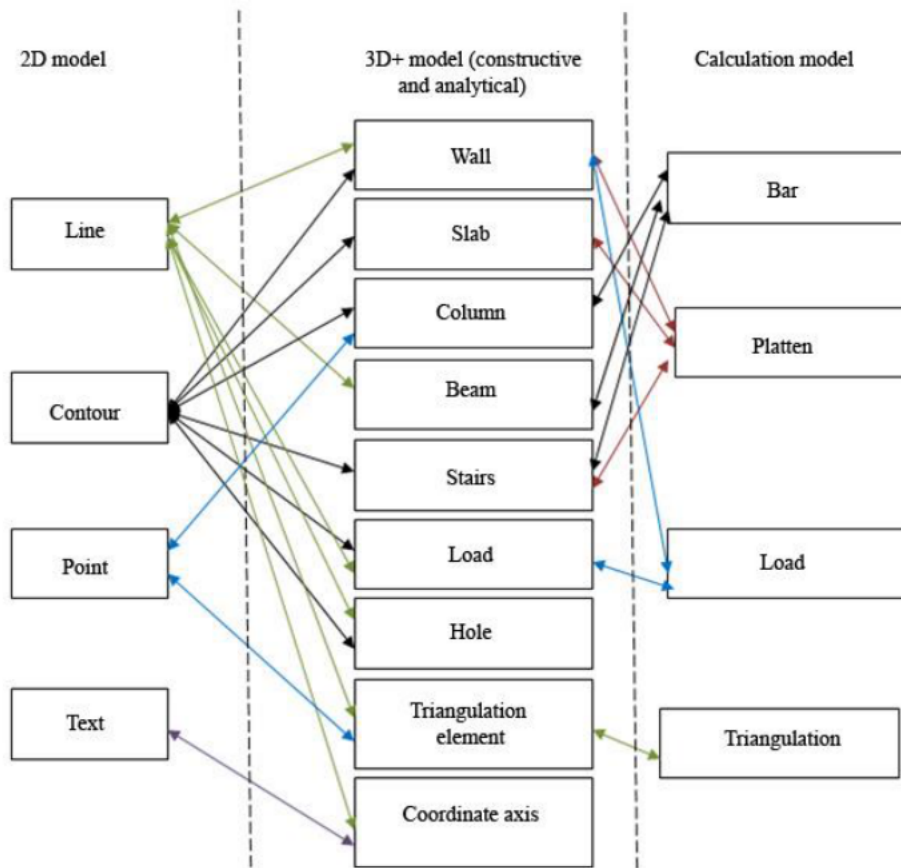 2D model
3D+ model (constructive
and analytical)
Calculation model
Wall
Bar
Line
Slab
Column
Platten
Beam
Contour
Stairs
Load
Load
Point
Hole
Text
Triangulation
element
Triangulation
Coordinate axis